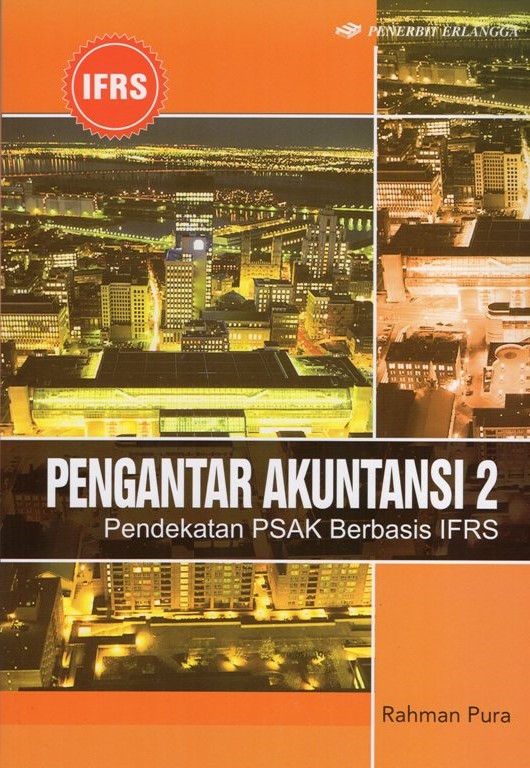 PENERBIT ERLANGGA
IFRS
PENGANTAR AKUNTANSI 2
Pendekatan PSAK Berbasis IFRS
Rahman Pura